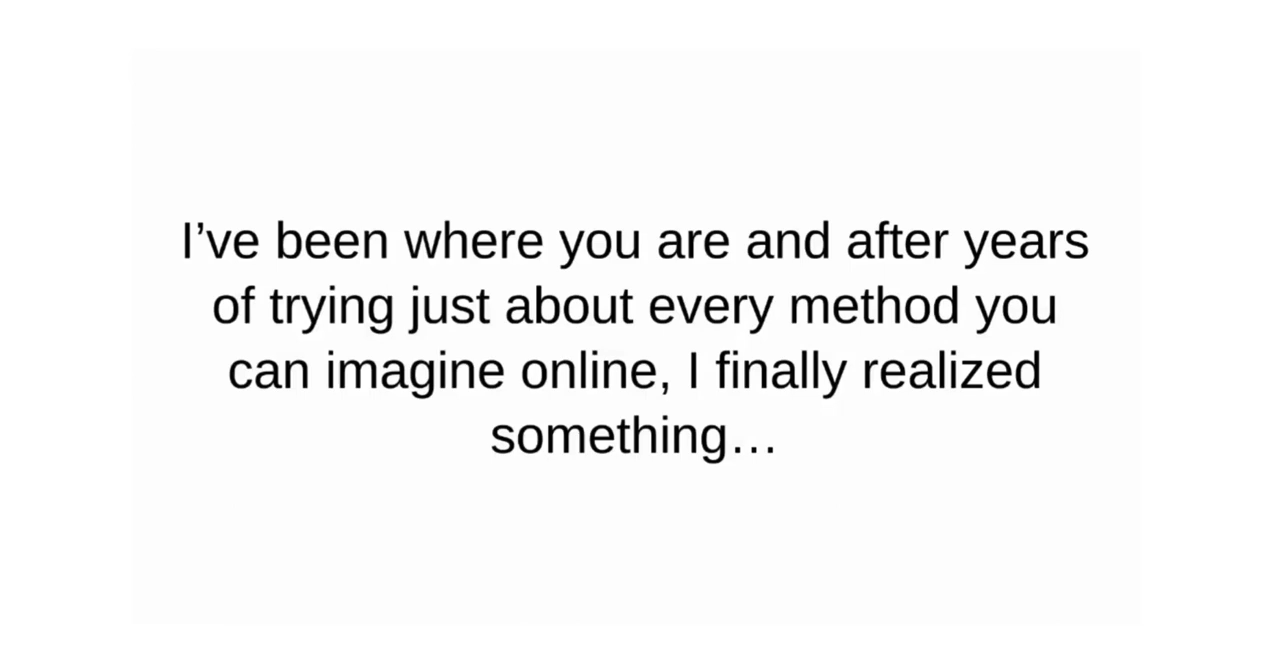 I’ve been where you are and after years
of trying just about every method you
can imagine online, I finally realized
something…